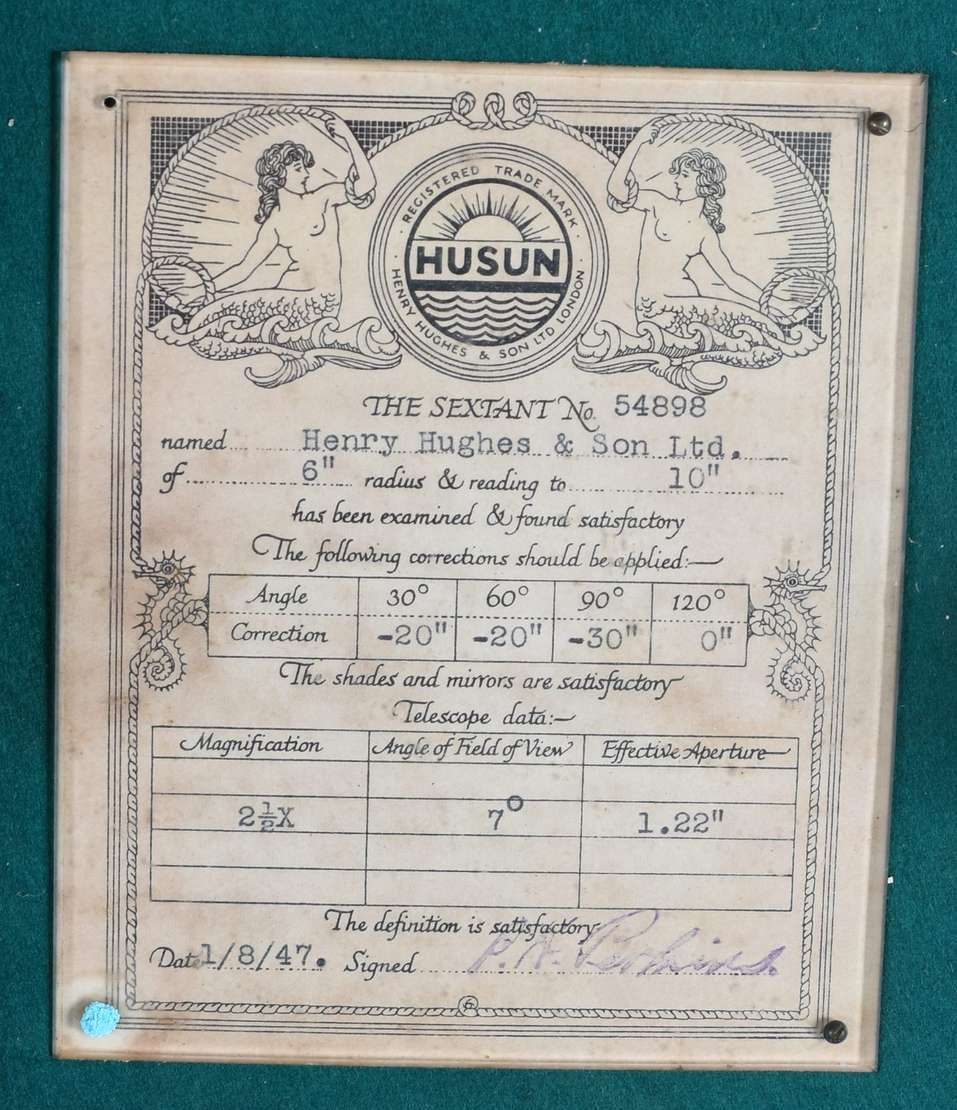 REGISTERED TRADE MARK
HUSUN
HENRY HUGHES & SON LTD LONDON
THE SEXTANT No. 54898
named Henry Hughes & Son Ltd.
of 6" radius & reading to 10"
has been examined & found satisfactory
The following corrections should be applied:—
Angle 30° 60° 90° 120°
Correction -20" -20" -30" 0"
The shades and mirrors are satisfactory
Telescope data:—
Magnification Angle of Field of View Effective Aperture
2½X 7° 1.22"
The definition is satisfactory
Date 1/8/47. Signed Perkins.
6